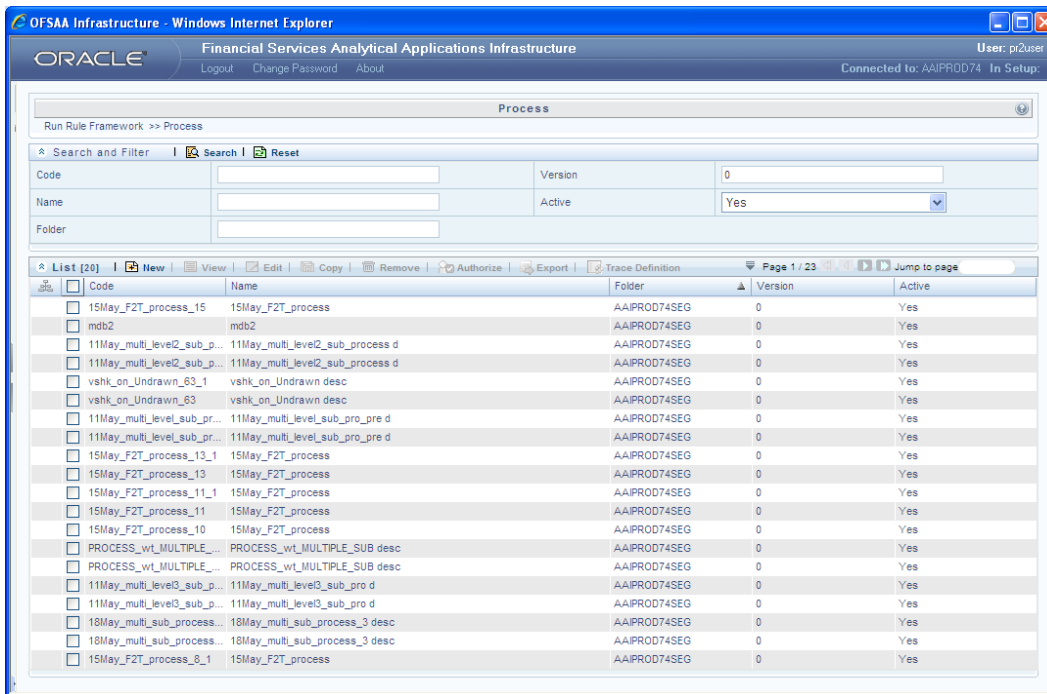 OFSAA Infrastructure - Windows Internet Explorer
ORACLE
Financial Services Analytical Applications Infrastructure
User: pr2user
Logout Change Password About
Connected to: AAIPROD74 In Setup:
Process
Run Rule Framework >> Process
Search and Filter | Search | Reset
Code Version 0
Name Active Yes
Folder
List [20] | New | View | Edit | Copy | Remove | Authorize | Export | Trace Definition Page 1 / 23 Jump to page
Code Name Folder Version Active
15May_F2T_process_15 15May_F2T_process AAIPROD74SEG 0 Yes
mdb2 mdb2 AAIPROD74SEG 0 Yes
11May_multi_level2_sub_p... 11May_multi_level2_sub_process d AAIPROD74SEG 0 Yes
11May_multi_level2_sub_p... 11May_multi_level2_sub_process d AAIPROD74SEG 0 Yes
vshk_on_Undrawn_63_1 vshk_on_Undrawn desc AAIPROD74SEG 0 Yes
vshk_on_Undrawn_63 vshk_on_Undrawn desc AAIPROD74SEG 0 Yes
11May_multi_level_sub_pr... 11May_multi_level_sub_pro_pre d AAIPROD74SEG 0 Yes
11May_multi_level_sub_pr... 11May_multi_level_sub_pro_pre d AAIPROD74SEG 0 Yes
15May_F2T_process_13_1 15May_F2T_process AAIPROD74SEG 0 Yes
15May_F2T_process_13 15May_F2T_process AAIPROD74SEG 0 Yes
15May_F2T_process_11_1 15May_F2T_process AAIPROD74SEG 0 Yes
15May_F2T_process_11 15May_F2T_process AAIPROD74SEG 0 Yes
15May_F2T_process_10 15May_F2T_process AAIPROD74SEG 0 Yes
PROCESS_wt_MULTIPLE_... PROCESS_wt_MULTIPLE_SUB desc AAIPROD74SEG 0 Yes
PROCESS_wt_MULTIPLE_... PROCESS_wt_MULTIPLE_SUB desc AAIPROD74SEG 0 Yes
11May_multi_level3_sub_p... 11May_multi_level3_sub_pro d AAIPROD74SEG 0 Yes
11May_multi_level3_sub_p... 11May_multi_level3_sub_pro d AAIPROD74SEG 0 Yes
18May_multi_sub_process... 18May_multi_sub_process_3 desc AAIPROD74SEG 0 Yes
18May_multi_sub_process... 18May_multi_sub_process_3 desc AAIPROD74SEG 0 Yes
15May_F2T_process_8_1 15May_F2T_process AAIPROD74SEG 0 Yes